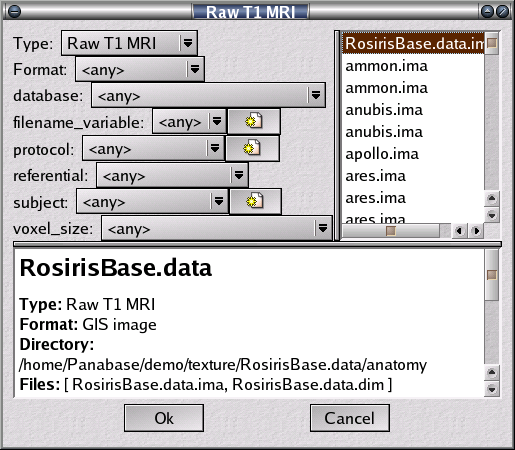 Raw T1 MRI
Type: Raw T1 MRI
Format: <any>
database: <any>
filename_variable: <any>
protocol: <any>
referential: <any>
subject: <any>
voxel_size: <any>
RosirisBase.data.im
ammon.ima
ammon.ima
anubis.ima
anubis.ima
apollo.ima
ares.ima
ares.ima
ares.ima
RosirisBase.data
Type: Raw T1 MRI
Format: GIS image
Directory:
/home/Panabase/demo/texture/RosirisBase.data/anatomy
Files: [ RosirisBase.data.ima, RosirisBase.data.dim ]
Ok Cancel